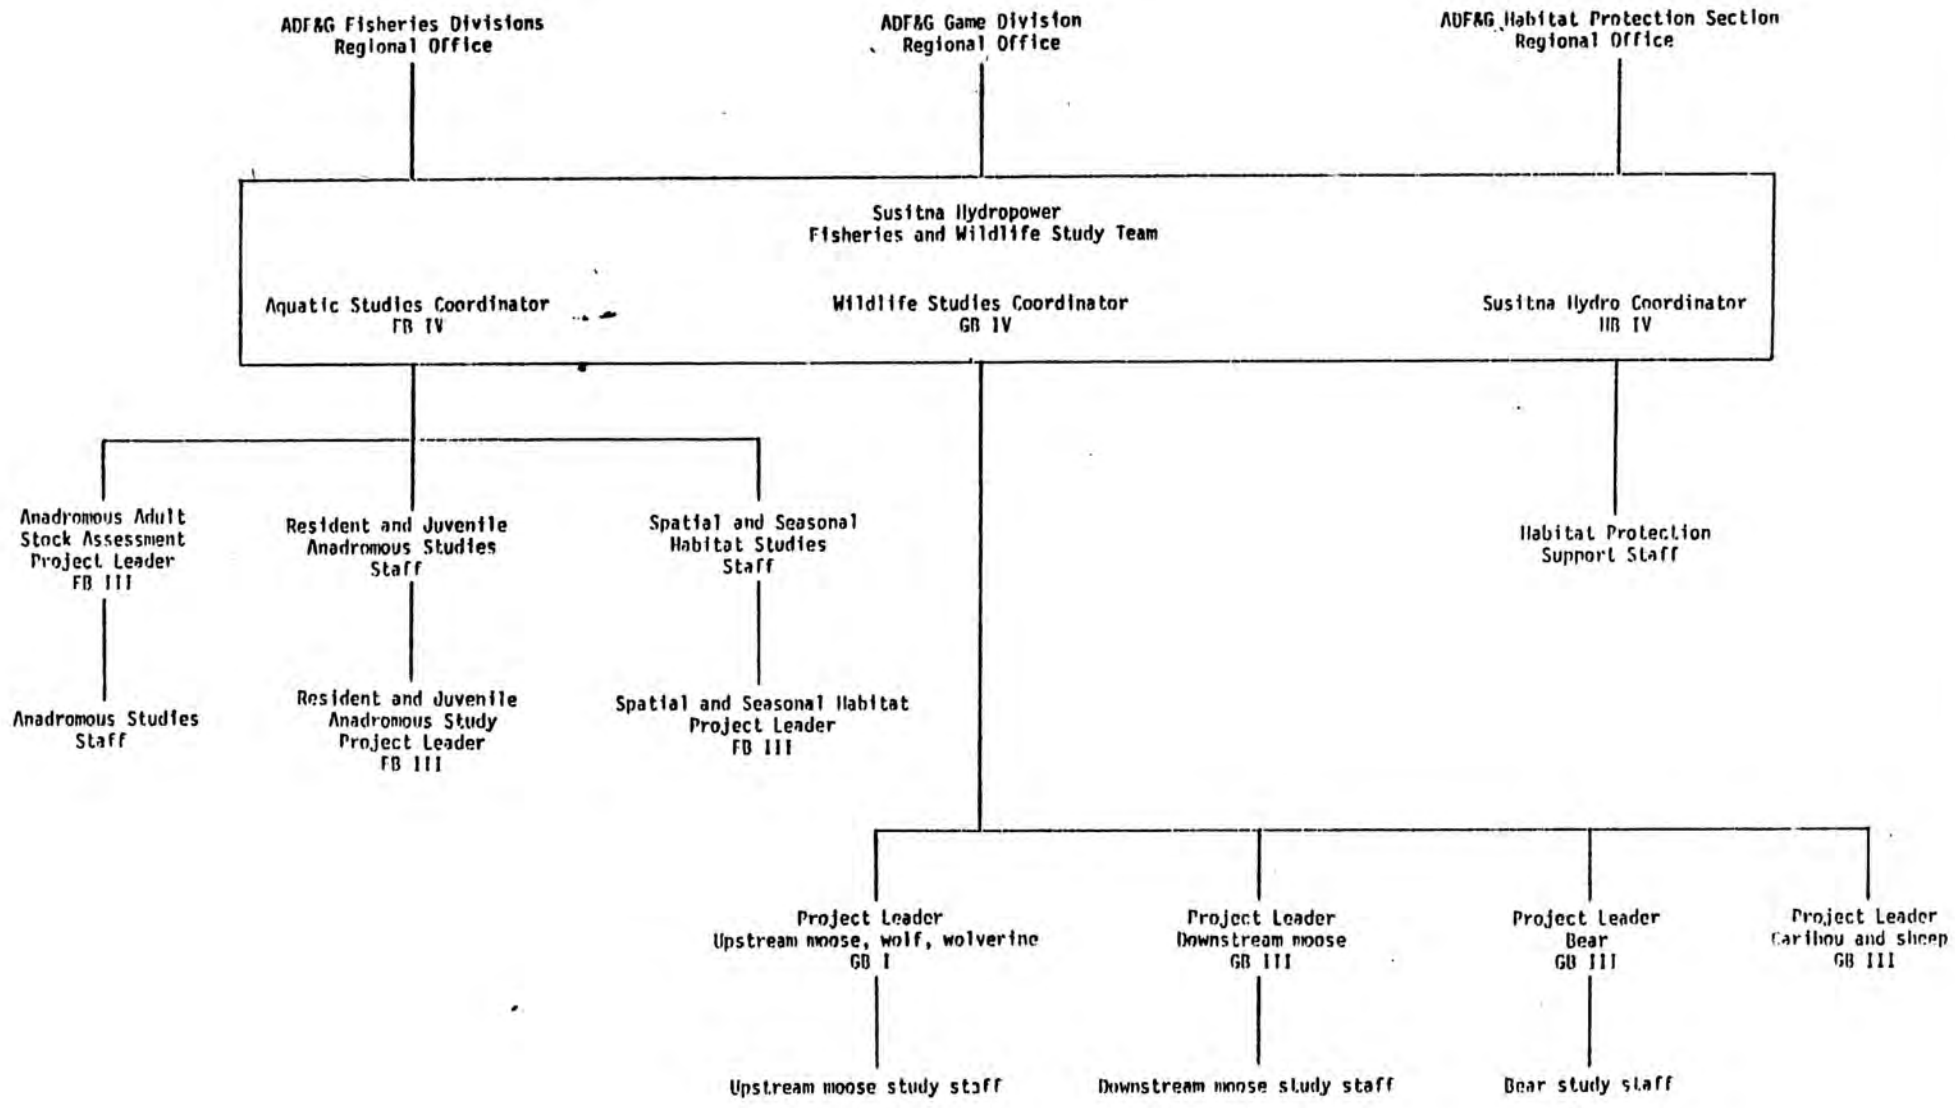 ADF&G Fisheries Divisions
Regional Office
ADF&G Game Division
Regional Office
ADF&G Habitat Protection Section
Regional Office
Susitna Hydropower
Fisheries and Wildlife Study Team
Aquatic Studies Coordinator
FB IV
Wildlife Studies Coordinator
GB IV
Susitna Hydro Coordinator
HB IV
Anadromous Adult
Stock Assessment
Project Leader
FB III
Resident and Juvenile
Anadromous Studies
Staff
Spatial and Seasonal
Habitat Studies
Staff
Habitat Protection
Support Staff
Anadromous Studies
Staff
Resident and Juvenile
Anadromous Study
Project Leader
FB III
Spatial and Seasonal Habitat
Project Leader
FB III
Project Leader
Upstream moose, wolf, wolverine
GB I
Project Leader
Downstream moose
GB III
Project Leader
Bear
GB III
Project Leader
Caribou and sheep
GB III
Upstream moose study staff
Downstream moose study staff
Bear study staff